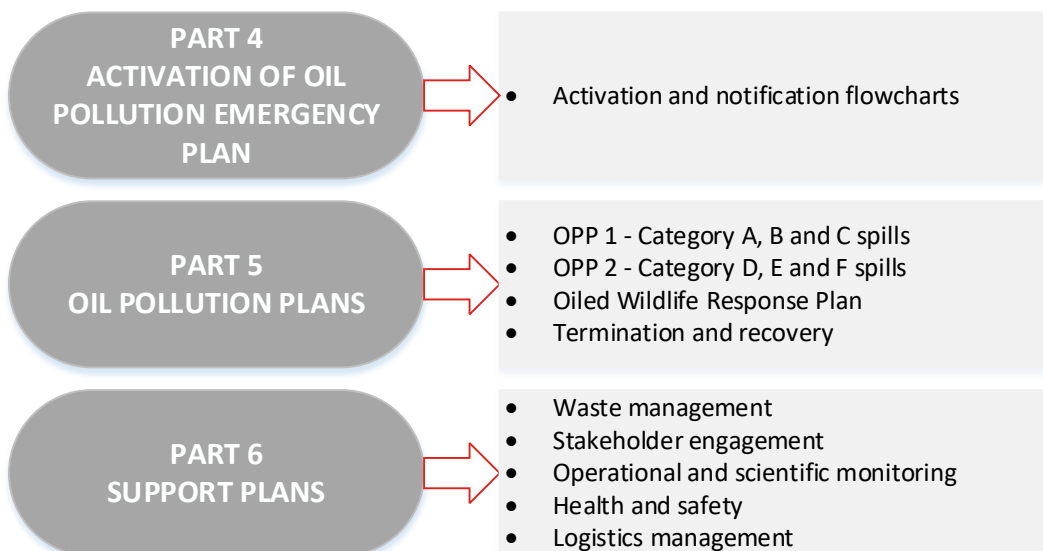 PART 4
ACTIVATION OF OIL
POLLUTION EMERGENCY
PLAN
• Activation and notification flowcharts
PART 5
OIL POLLUTION PLANS
• OPP 1 - Category A, B and C spills
• OPP 2 - Category D, E and F spills
• Oiled Wildlife Response Plan
• Termination and recovery
PART 6
SUPPORT PLANS
• Waste management
• Stakeholder engagement
• Operational and scientific monitoring
• Health and safety
• Logistics management